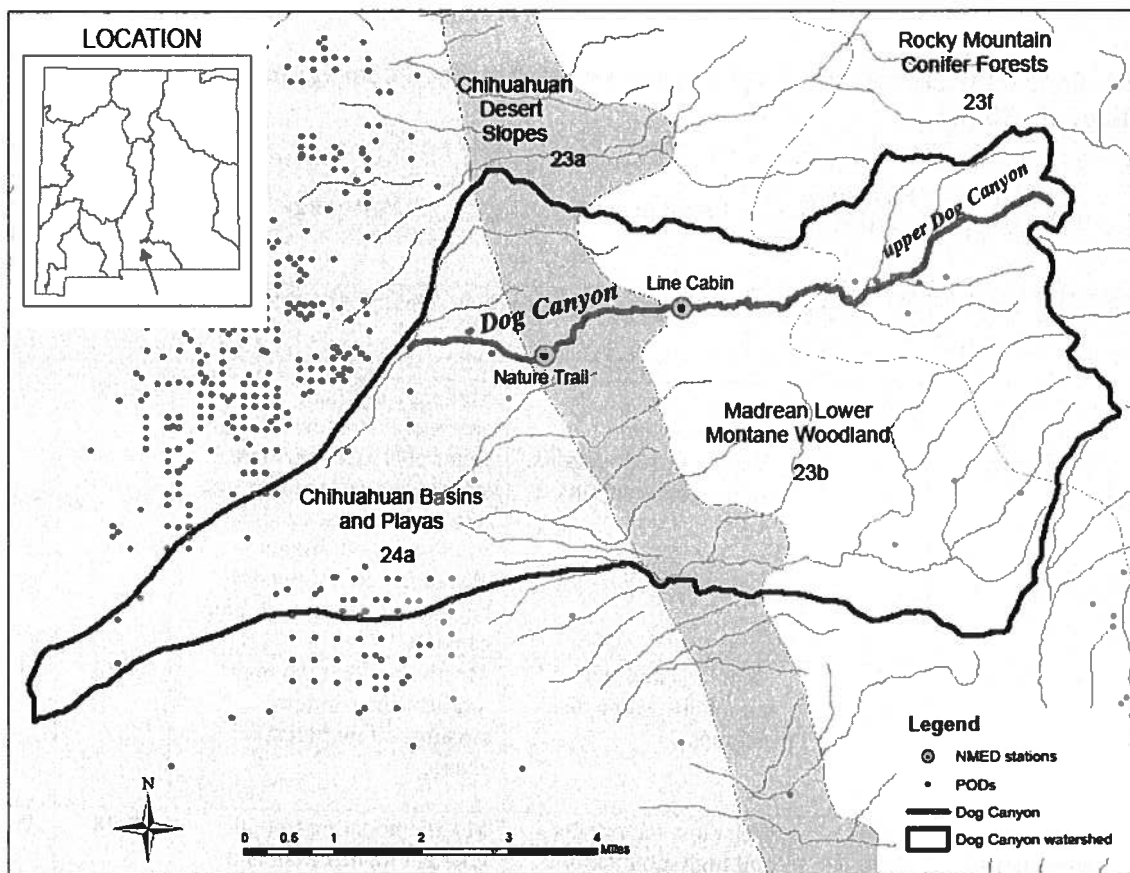 LOCATION
Rocky Mountain
Conifer Forests
23f
Chihuahuan
Desert
Slopes
23a
upper Dog Canyon
Line Cabin
Dog Canyon
Nature Trail
Madrean Lower
Montane Woodland
23b
Chihuahuan Basins
and Playas
24a
Legend
NMED stations
PODs
Dog Canyon
Dog Canyon watershed
N
0 0.5 1 2 3 4
Miles